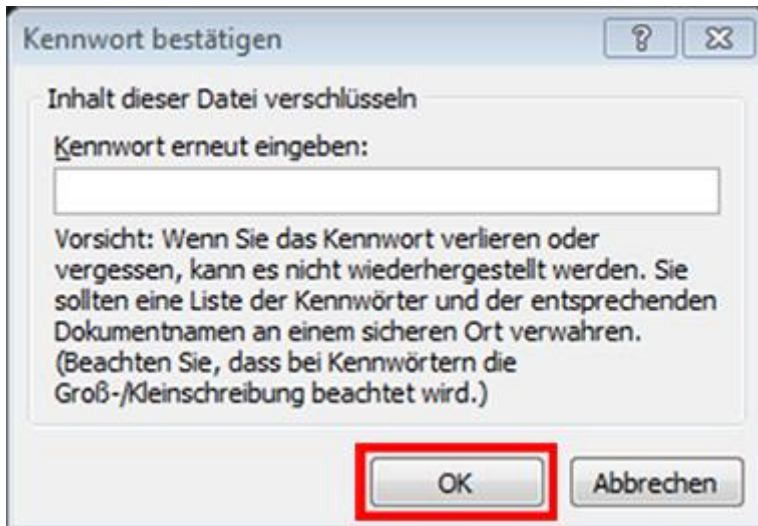 Kennwort bestätigen
Inhalt dieser Datei verschlüsseln
Kennwort erneut eingeben:
Vorsicht: Wenn Sie das Kennwort verlieren oder
vergessen, kann es nicht wiederhergestellt werden. Sie
sollten eine Liste der Kennwörter und der entsprechenden
Dokumentnamen an einem sicheren Ort verwahren.
(Beachten Sie, dass bei Kennwörtern die
Groß-/Kleinschreibung beachtet wird.)
OK Abbrechen